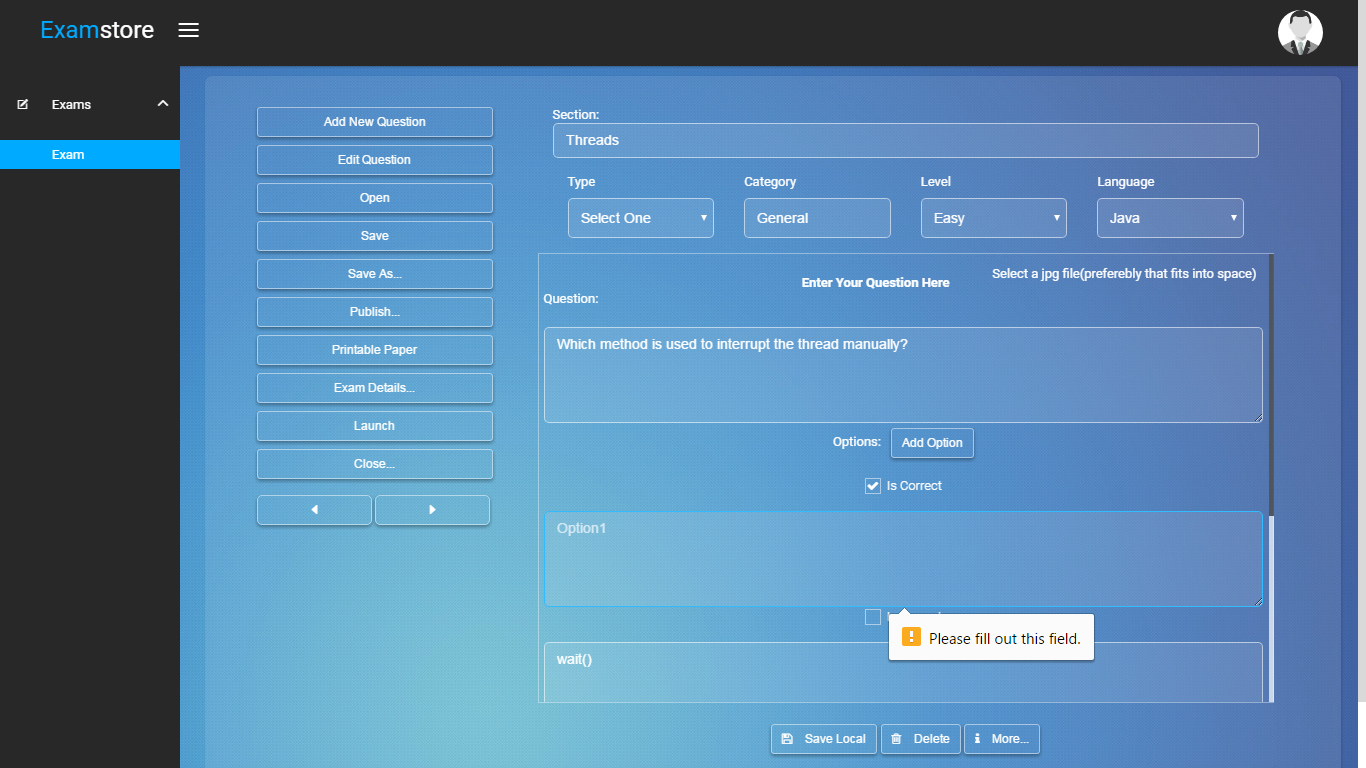 Examstore
Exams
Exam
Add New Question
Edit Question
Open
Save
Save As...
Publish...
Printable Paper
Exam Details...
Launch
Close...
Section:
Threads
Type
Category
Level
Language
Select One
General
Easy
Java
Select a jpg file(preferebly that fits into space)
Enter Your Question Here
Question:
Which method is used to interrupt the thread manually?
Options:
Add Option
Is Correct
Option1
Please fill out this field.
wait()
Save Local
Delete
More...